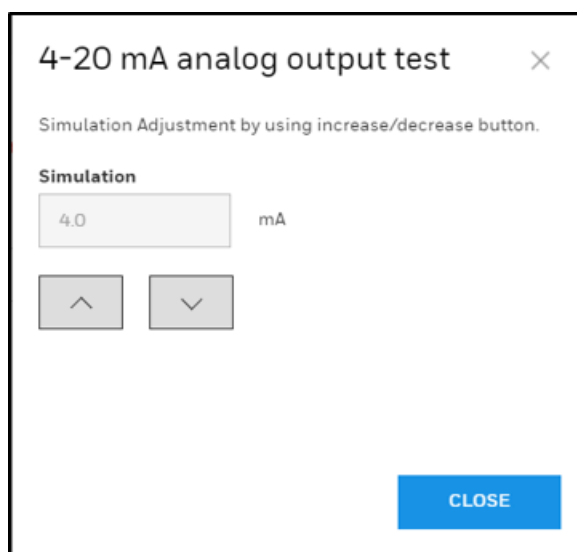 4-20 mA analog output test
Simulation Adjustment by using increase/decrease button.
Simulation
4.0 mA
CLOSE